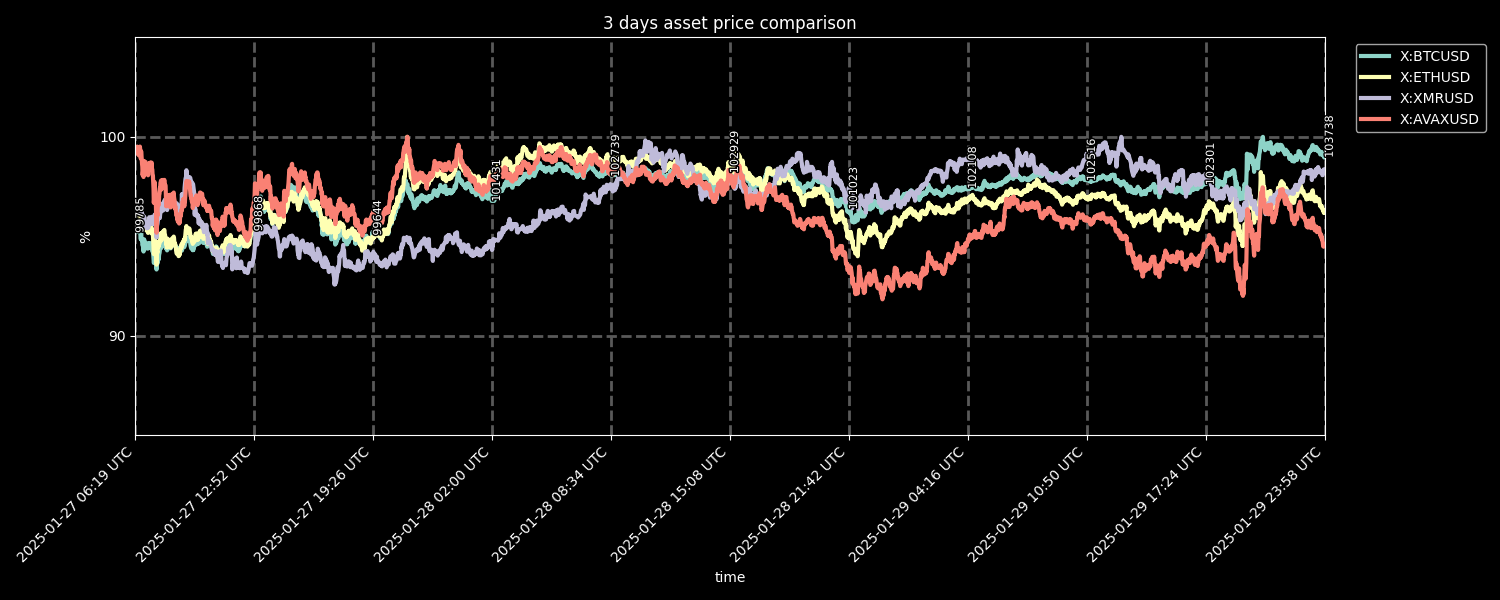 3 days asset price comparison
X:BTCUSD
X:ETHUSD
X:XMRUSD
X:AVAXUSD
100
90
%
99785
99868
99644
101431
102739
102929
101023
102108
102516
102301
103738
2025-01-27 06:19 UTC
2025-01-27 12:52 UTC
2025-01-27 19:26 UTC
2025-01-28 02:00 UTC
2025-01-28 08:34 UTC
2025-01-28 15:08 UTC
2025-01-28 21:42 UTC
2025-01-29 04:16 UTC
2025-01-29 10:50 UTC
2025-01-29 17:24 UTC
2025-01-29 23:58 UTC
time